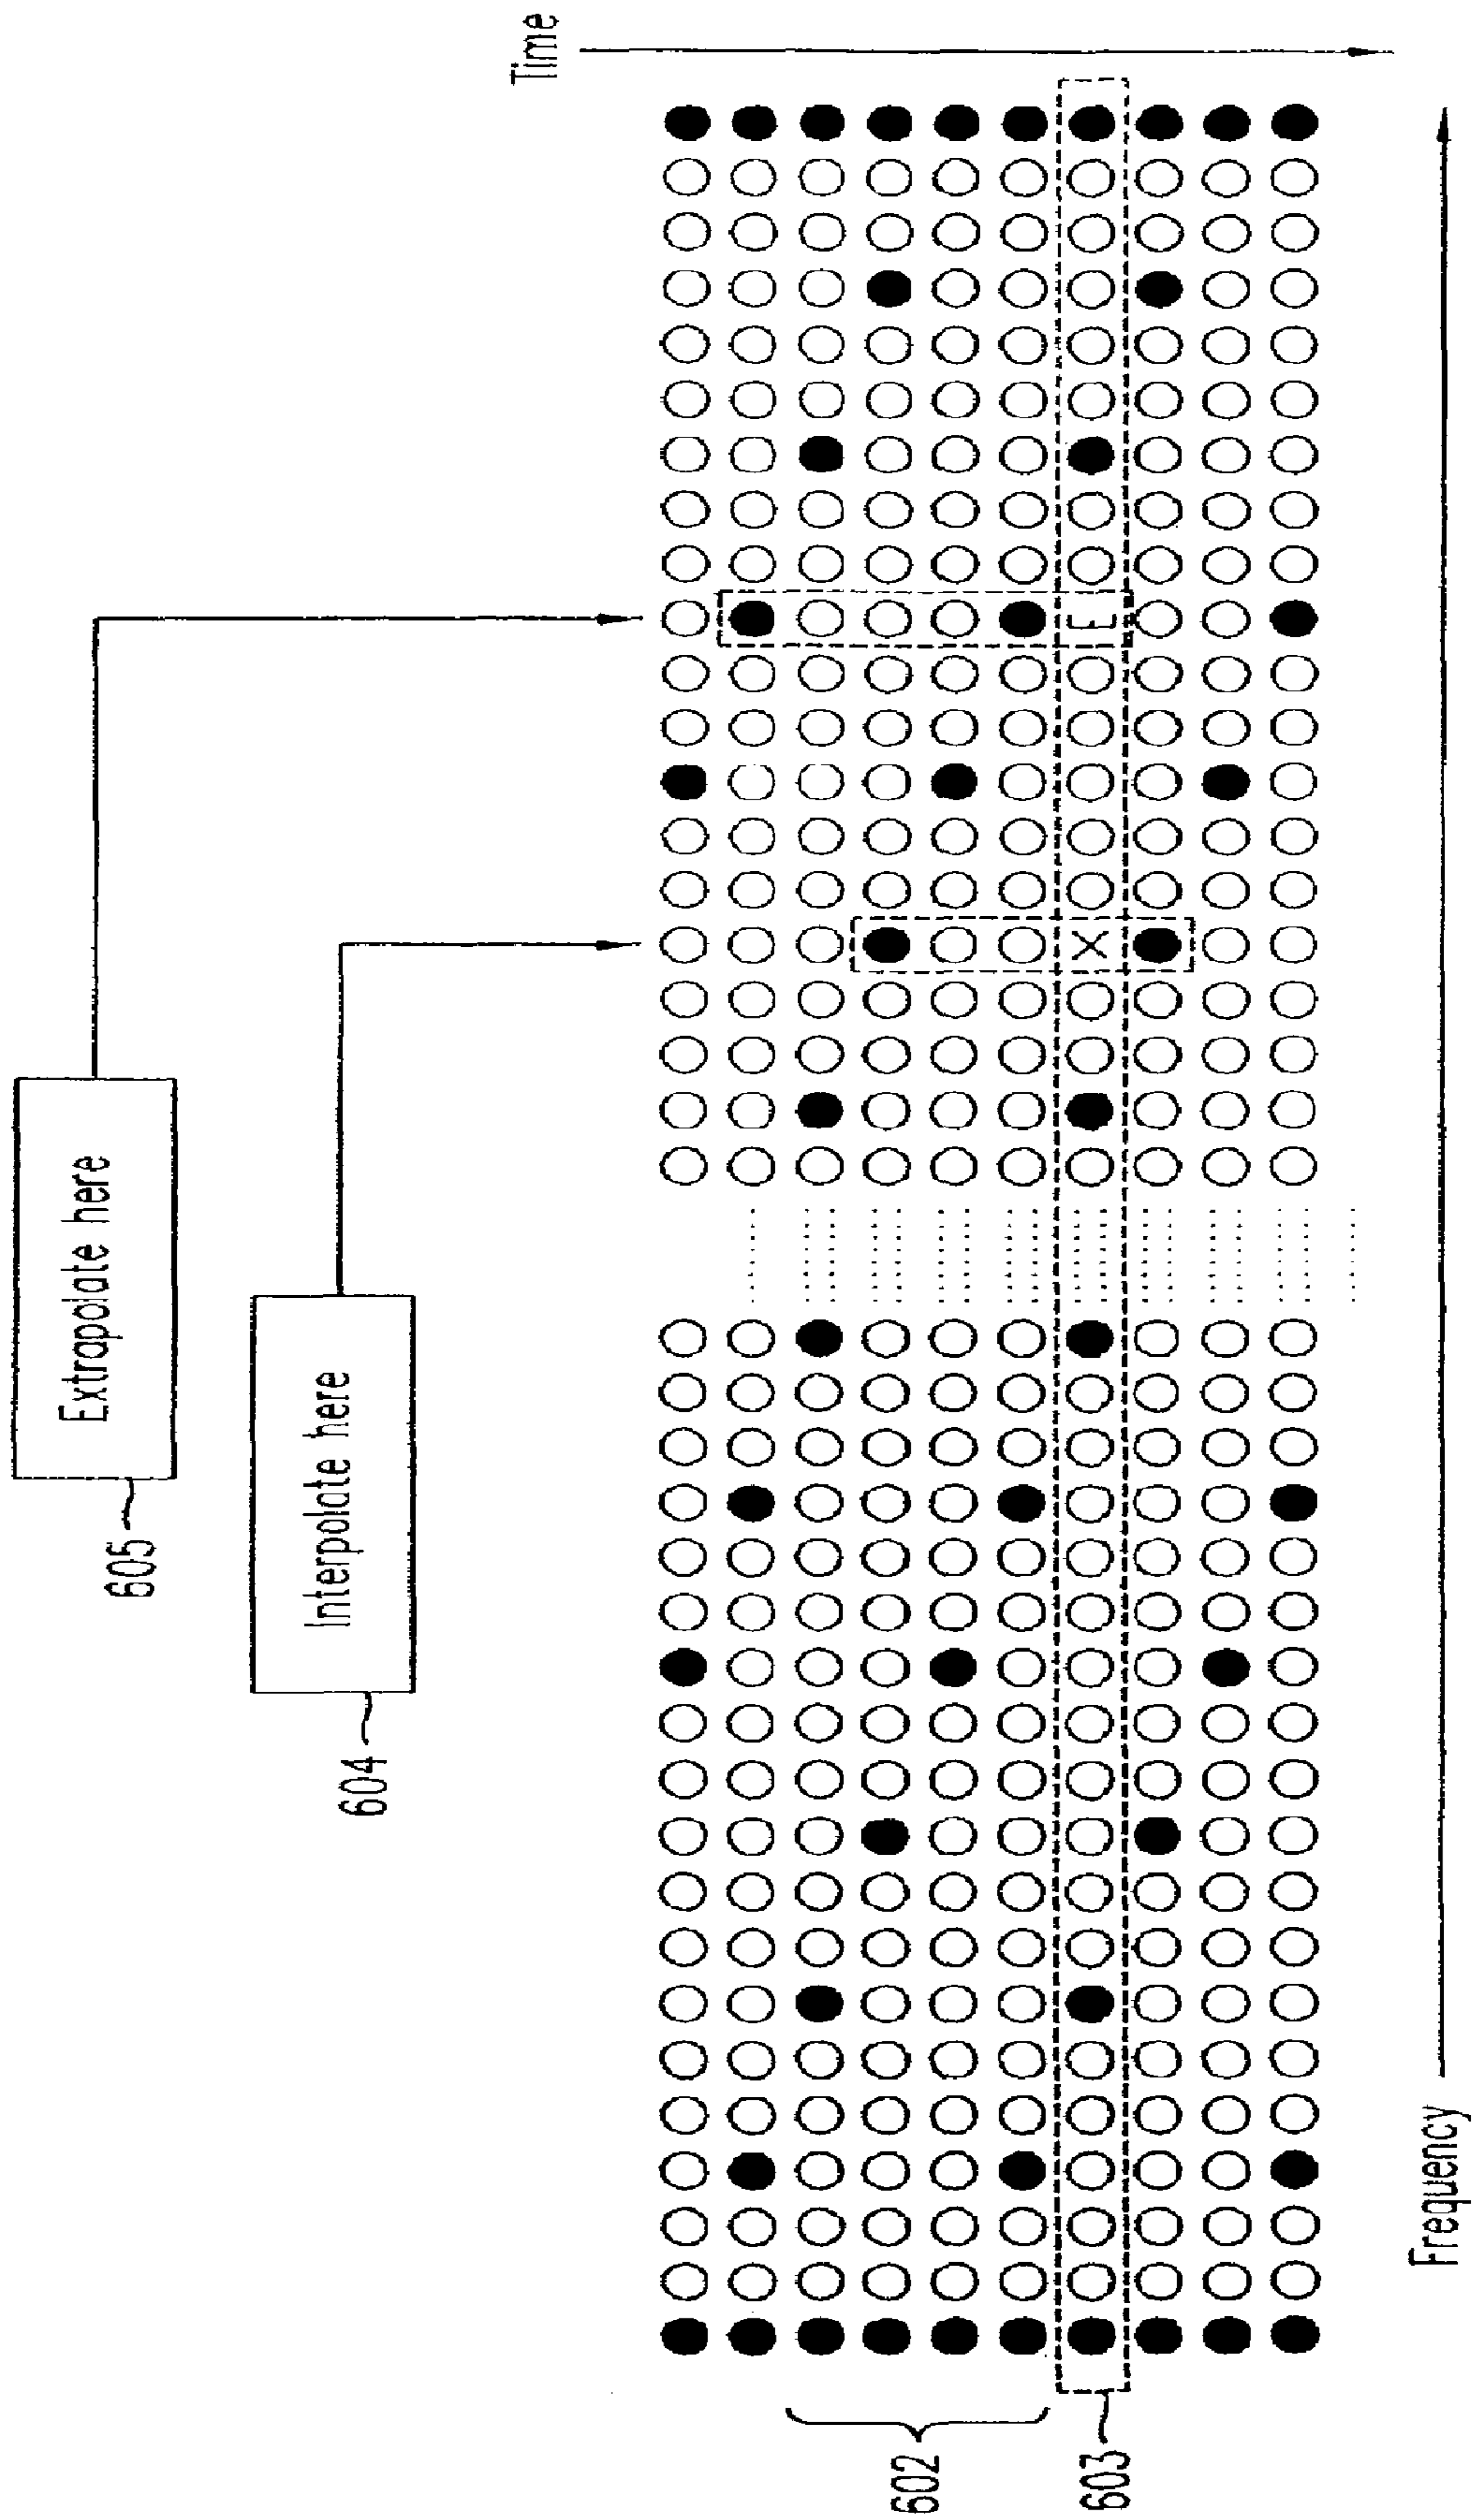 Extrapolate here
605
Interpolate here
604
Time
E
X
602
603
Frequency